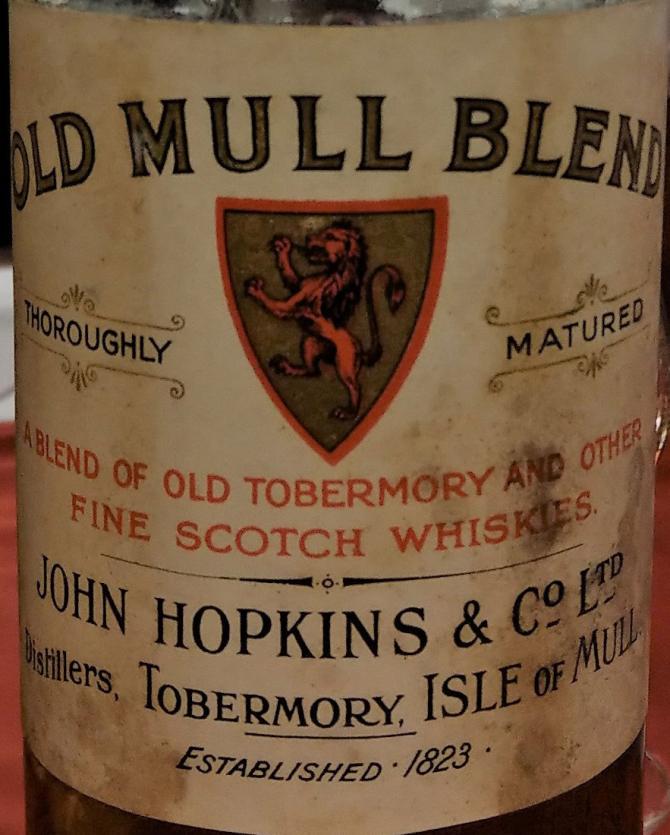 OLD MULL BLEND
THOROUGHLY MATURED
A BLEND OF OLD TOBERMORY AND OTHER
FINE SCOTCH WHISKIES.
JOHN HOPKINS & Co LTD
Distillers, TOBERMORY, ISLE OF MULL.
ESTABLISHED · 1823 ·